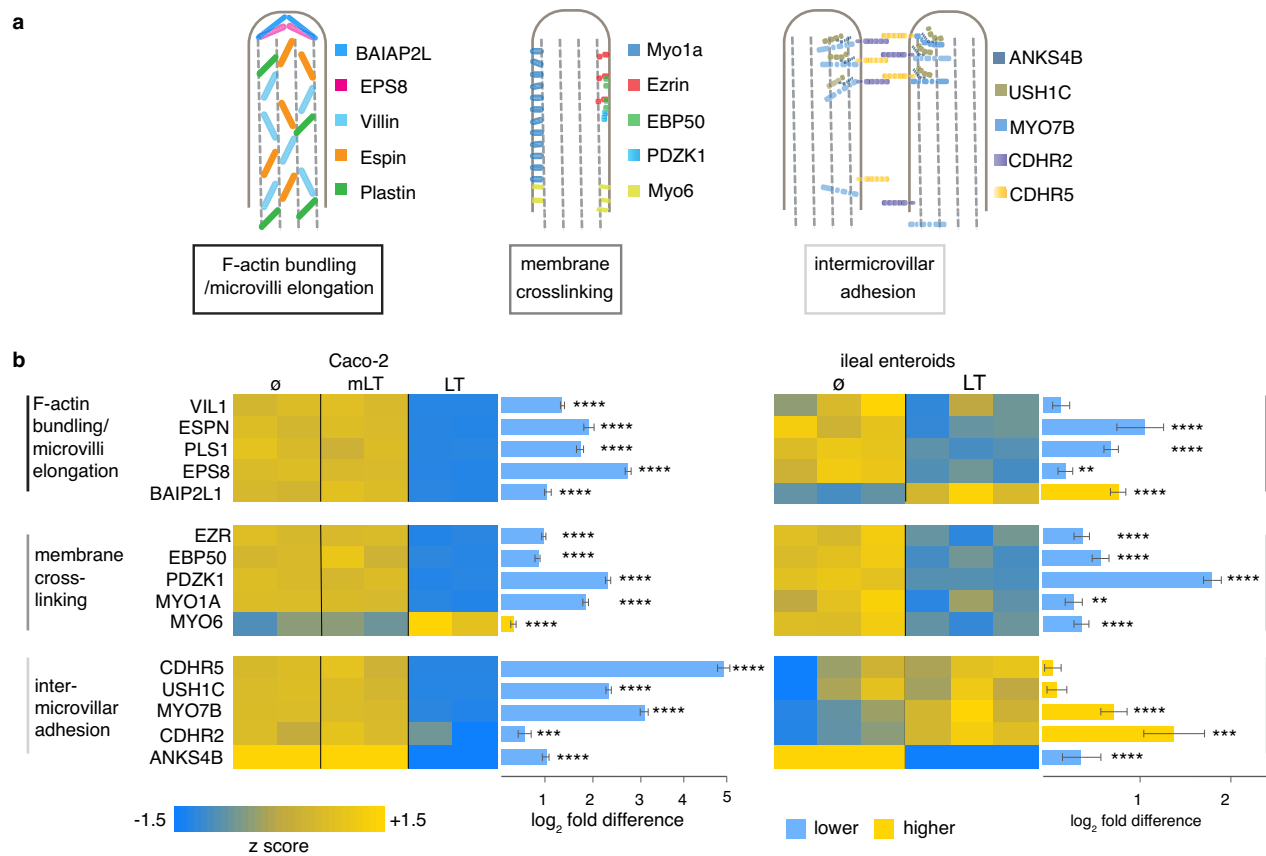 a
BAIAP2L
EPS8
Villin
Espin
Plastin
F-actin bundling
/microvilli elongation
Myo1a
Ezrin
EBP50
PDZK1
Myo6
membrane
crosslinking
ANKS4B
USH1C
MYO7B
CDHR2
CDHR5
intermicrovillar
adhesion
b
Caco-2
ø mLT LT
ileal enteroids
ø LT
F-actin
bundling/
microvilli
elongation
VIL1 ****
ESPN **** ****
PLS1 **** ****
EPS8 **** **
BAIP2L1 **** ****
membrane
cross-
linking
EZR **** ****
EBP50 **** ****
PDZK1 **** ****
MYO1A **** **
MYO6 **** ****
inter-
microvillar
adhesion
CDHR5 ****
USH1C ****
MYO7B **** ****
CDHR2 *** ***
ANKS4B **** ****
1 2 3 4 5
log2 fold difference
1 2
log2 fold difference
-1.5 +1.5
z score
lower higher